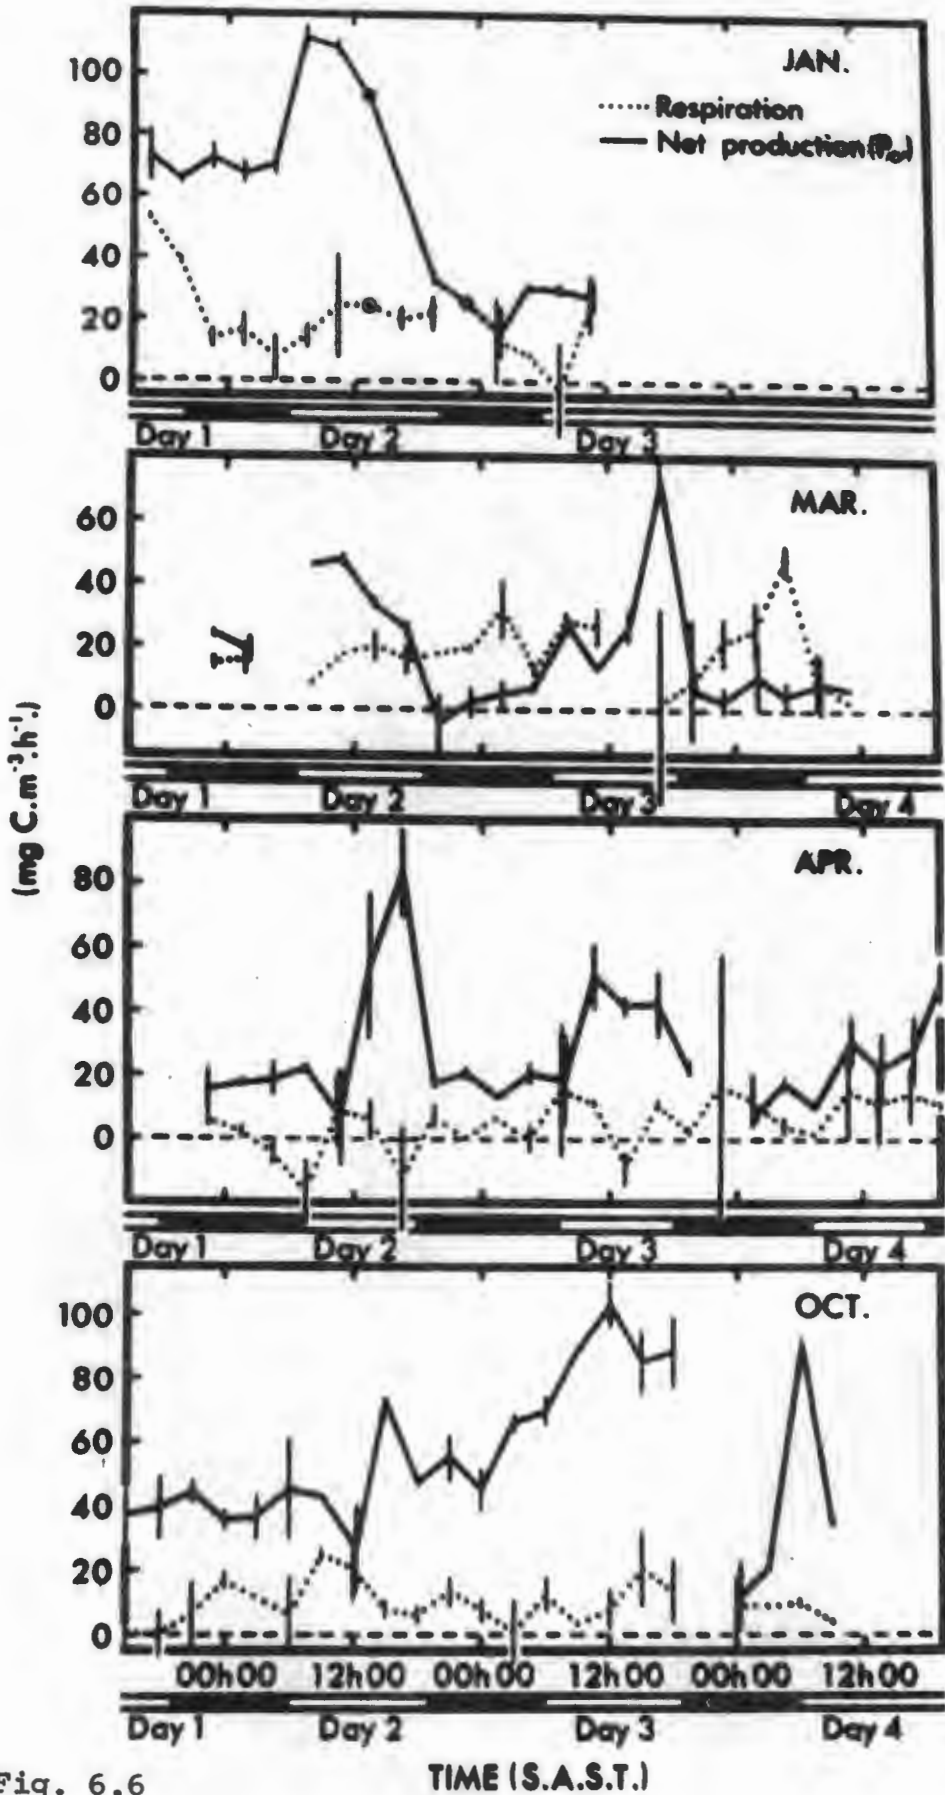 JAN.
Respiration
Net production
100
80
60
40
20
0
Day 1 Day 2 Day 3
MAR.
60
40
20
0
Day 1 Day 2 Day 3 Day 4
(mg C.m⁻³.h⁻¹.)
APR.
80
60
40
20
0
Day 1 Day 2 Day 3 Day 4
OCT.
100
80
60
40
20
0
00h00 12h00 00h00 12h00 00h00 12h00
Day 1 Day 2 Day 3 Day 4
TIME (S.A.S.T.)
Fig. 6.6